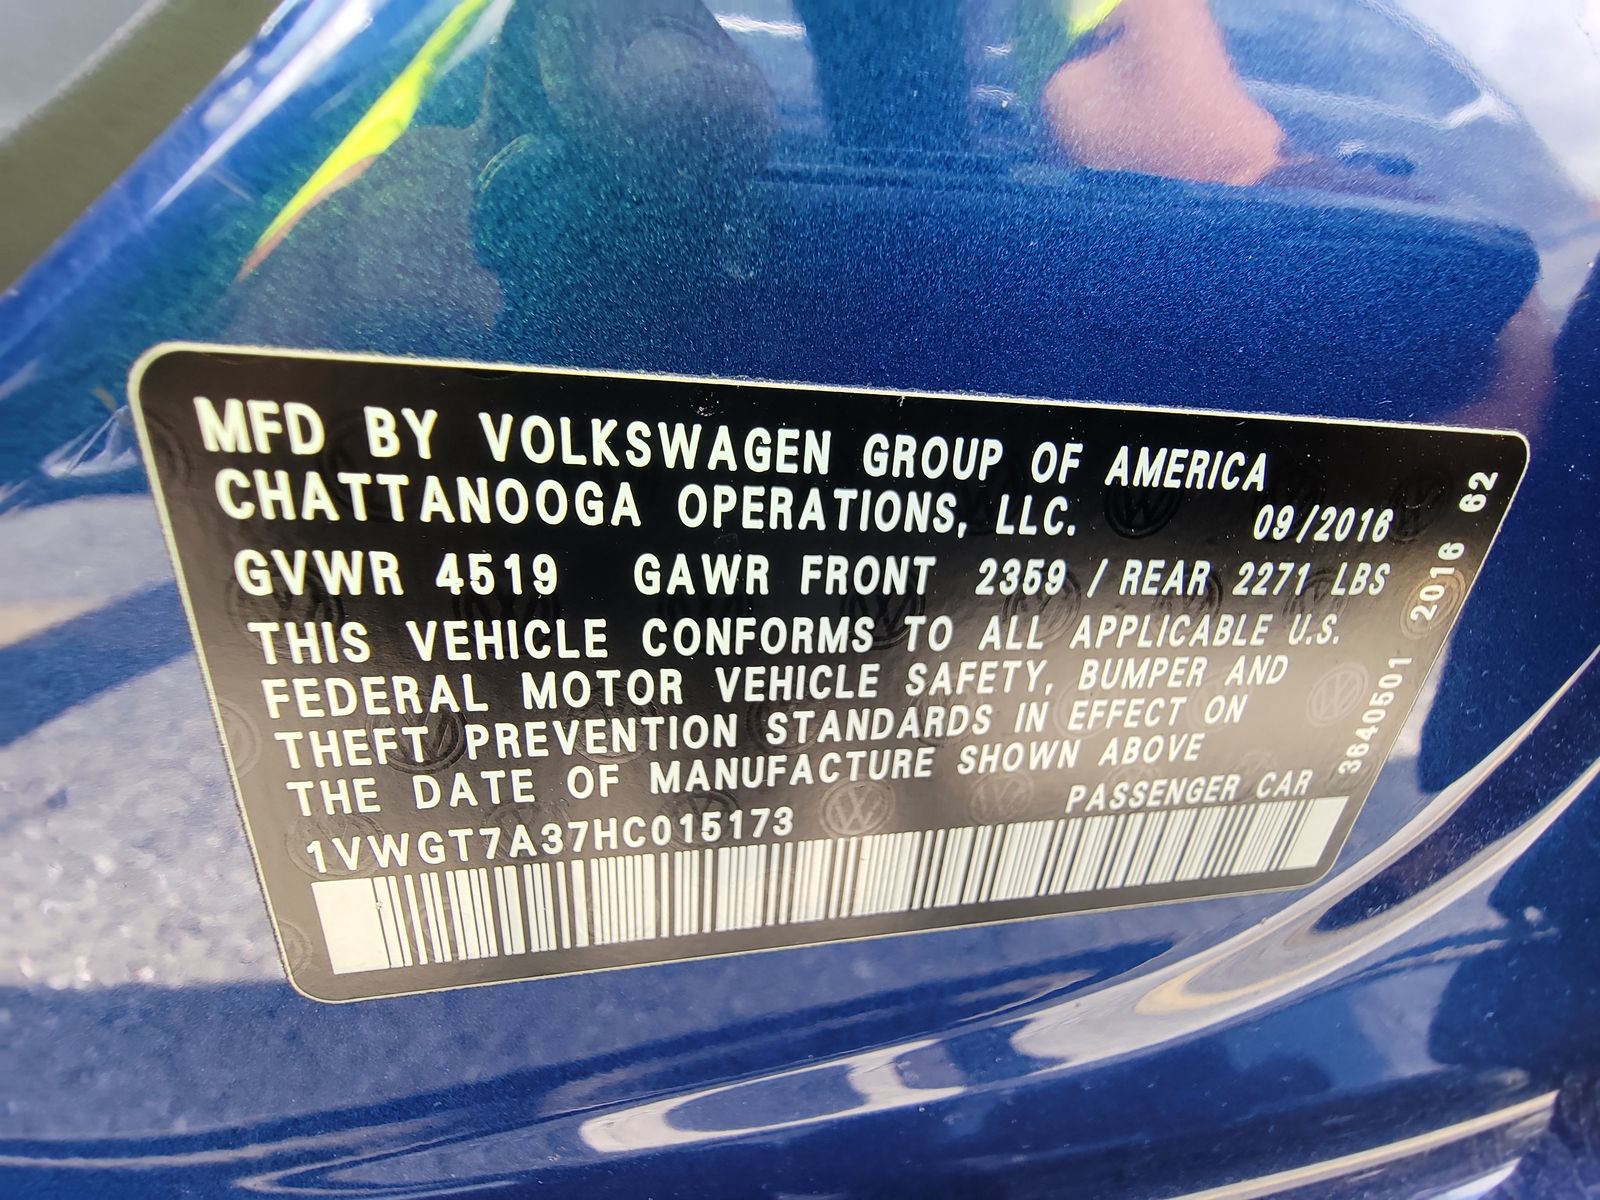 MFD BY VOLKSWAGEN GROUP OF AMERICA
CHATTANOOGA OPERATIONS, LLC. 09/2016
GVWR 4519 GAWR FRONT 2359 / REAR 2271 LBS
THIS VEHICLE CONFORMS TO ALL APPLICABLE U.S.
FEDERAL MOTOR VEHICLE SAFETY, BUMPER AND
THEFT PREVENTION STANDARDS IN EFFECT ON
THE DATE OF MANUFACTURE SHOWN ABOVE
1VWGT7A37HC015173 PASSENGER CAR
3640501 2016 62